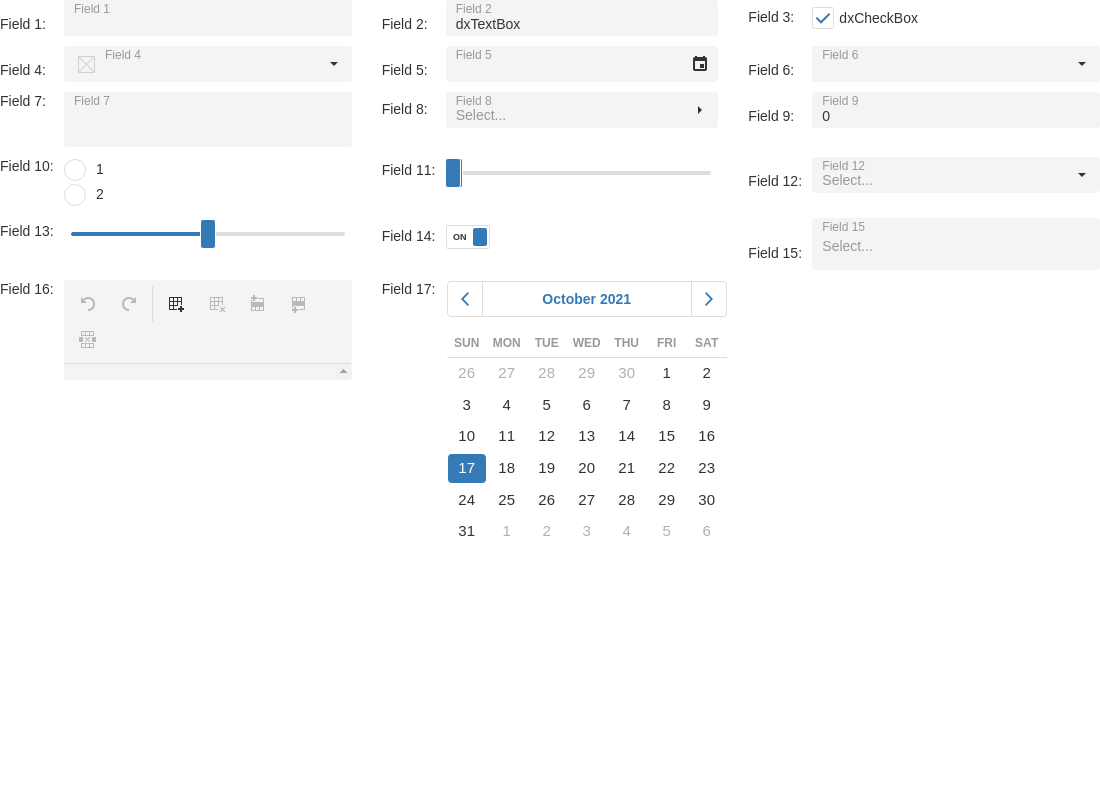 Field 1:
Field 1
Field 2:
Field 2
dxTextBox
Field 3:
dxCheckBox
Field 4:
Field 4
Field 5:
Field 5
Field 6:
Field 6
Field 7:
Field 7
Field 8:
Field 8
Select...
Field 9:
Field 9
0
Field 10:
1
2
Field 11:
Field 12:
Field 12
Select...
Field 13:
Field 14:
ON
Field 15:
Field 15
Select...
Field 16:
Field 17:
October 2021
SUN MON TUE WED THU FRI SAT
26 27 28 29 30 1 2
3 4 5 6 7 8 9
10 11 12 13 14 15 16
17 18 19 20 21 22 23
24 25 26 27 28 29 30
31 1 2 3 4 5 6